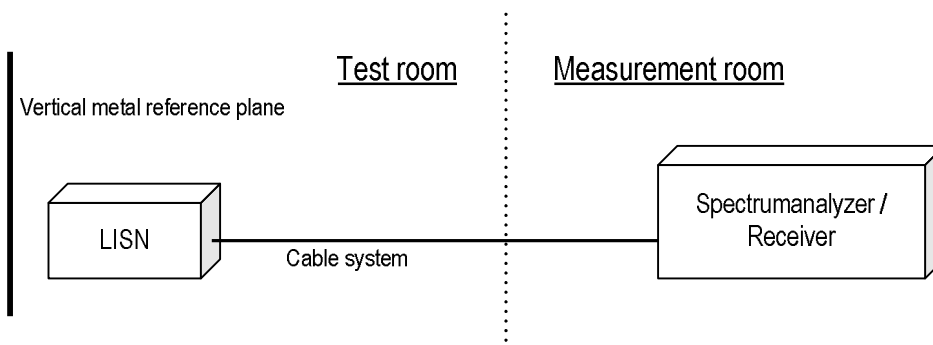 Test room
Measurement room
Vertical metal reference plane
LISN
Cable system
Spectrumanalyzer /
Receiver